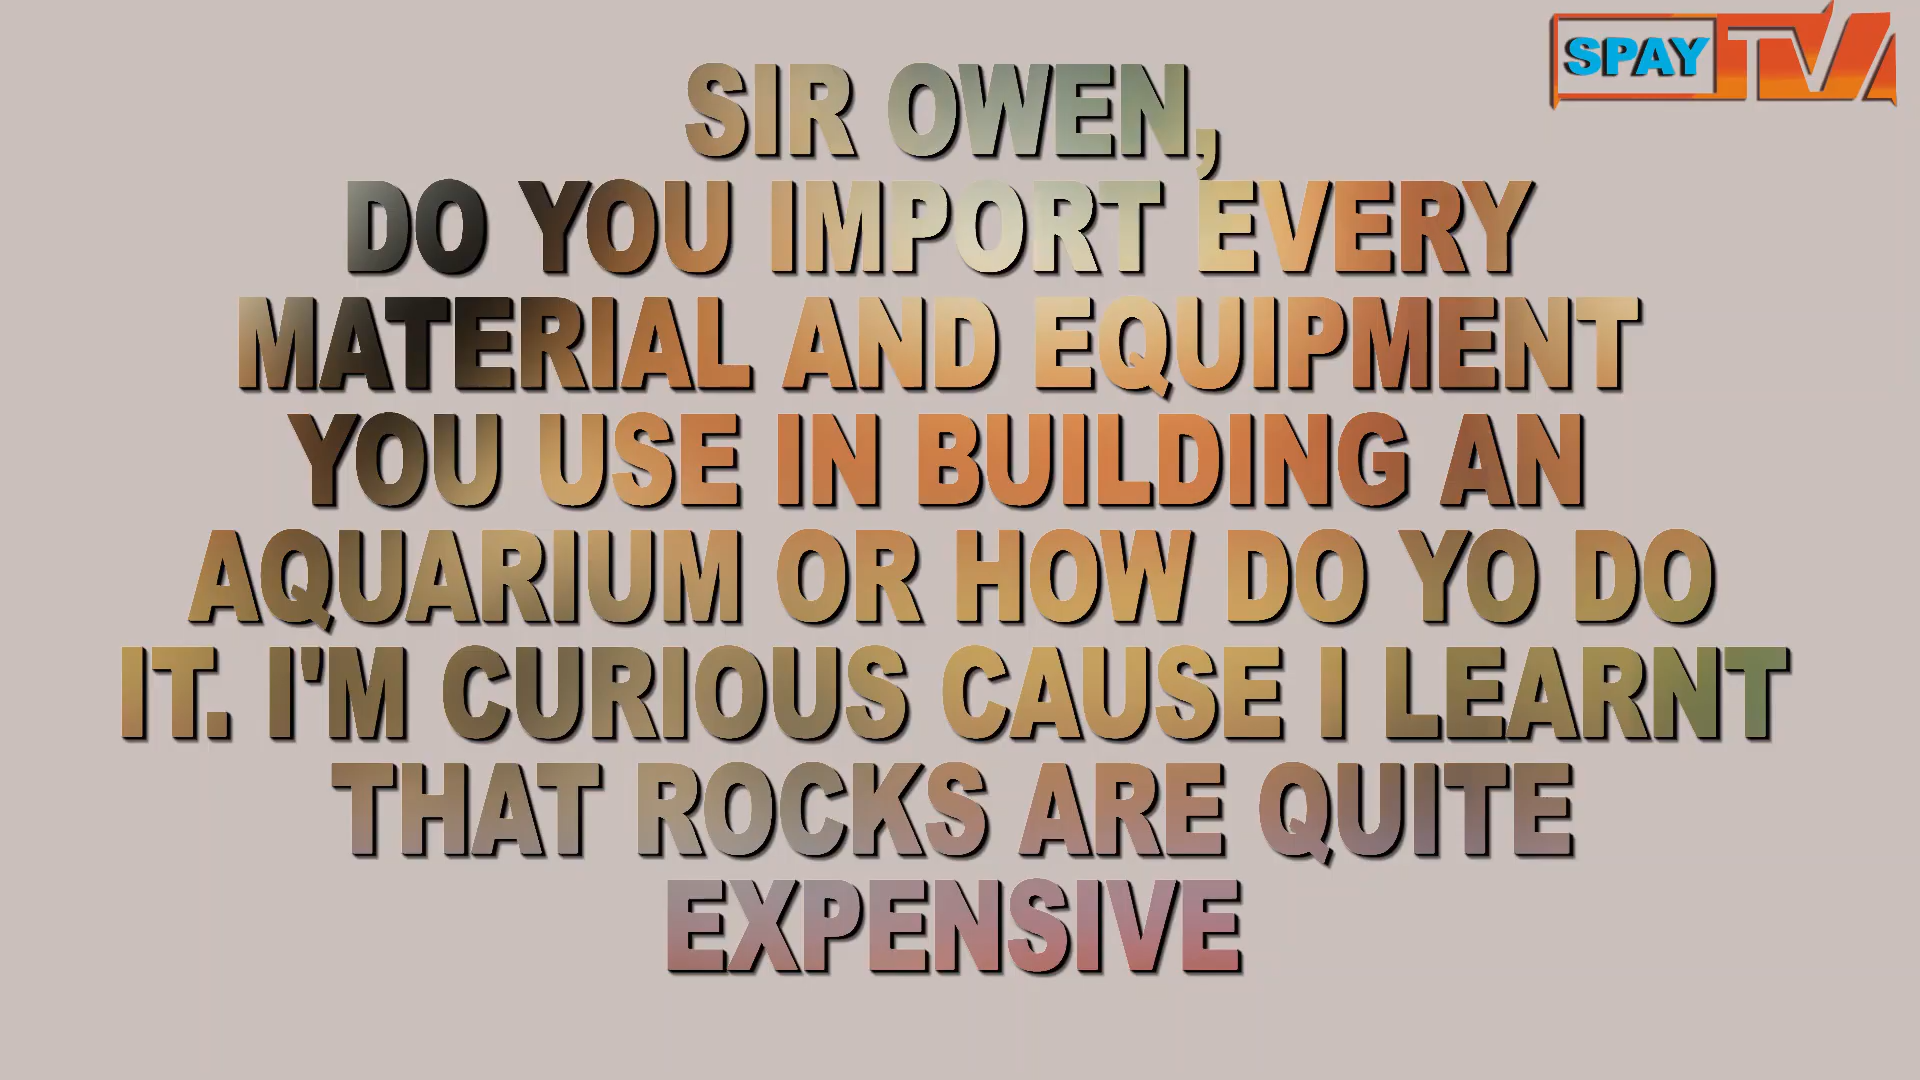 SPAY TV
SIR OWEN,
DO YOU IMPORT EVERY
MATERIAL AND EQUIPMENT
YOU USE IN BUILDING AN
AQUARIUM OR HOW DO YO DO
IT. I'M CURIOUS CAUSE I LEARNT
THAT ROCKS ARE QUITE
EXPENSIVE